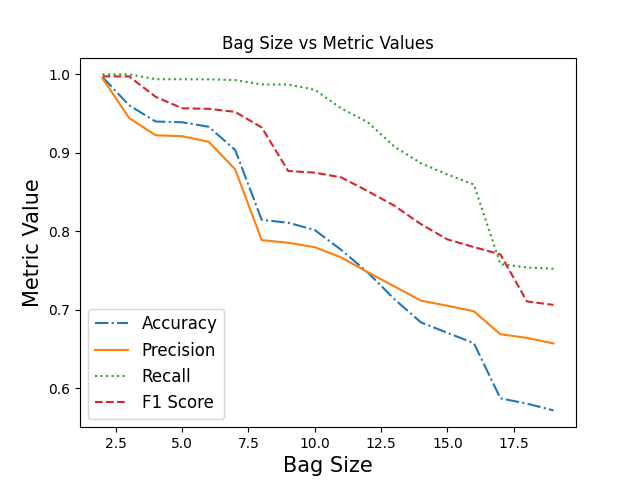 Bag Size vs Metric Values
Metric Value
1.0
0.9
0.8
0.7
0.6
Accuracy
Precision
Recall
F1 Score
2.5 5.0 7.5 10.0 12.5 15.0 17.5
Bag Size